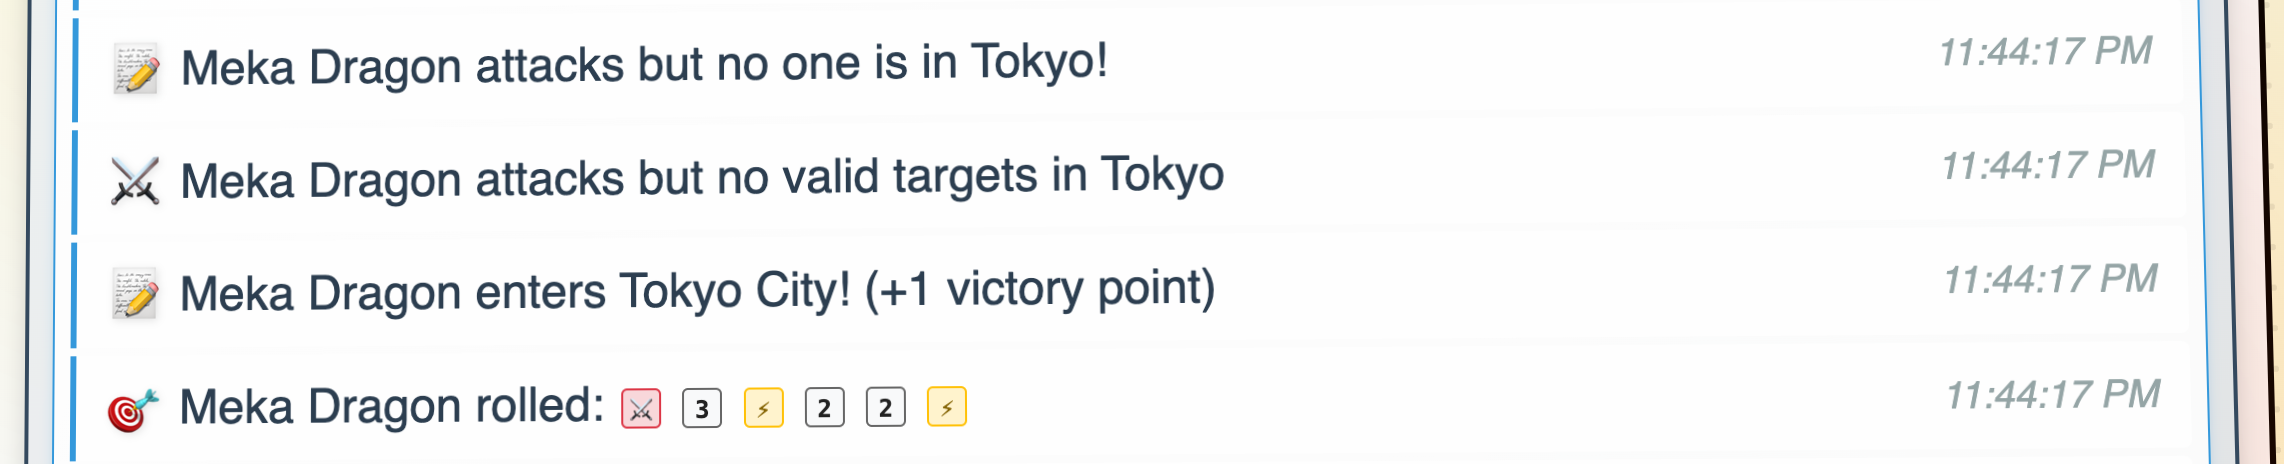 Meka Dragon attacks but no one is in Tokyo! 11:44:17 PM
Meka Dragon attacks but no valid targets in Tokyo 11:44:17 PM
Meka Dragon enters Tokyo City! (+1 victory point) 11:44:17 PM
Meka Dragon rolled: ⚔ 3 ⚡ 2 2 ⚡ 11:44:17 PM